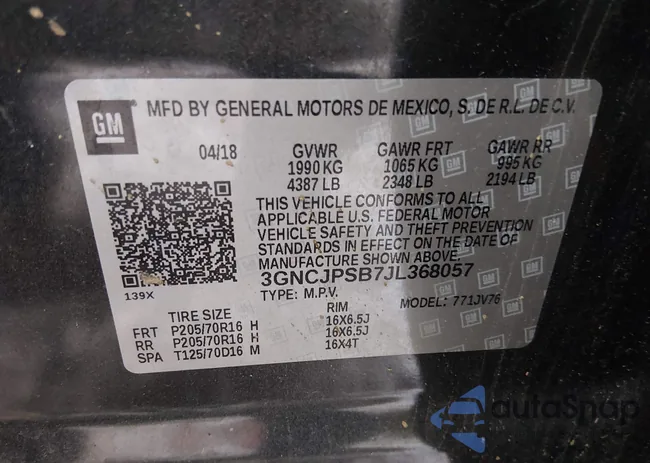 GM MFD BY GENERAL MOTORS DE MEXICO, S. DE R.L. DE C.V.
04/18 GVWR GAWR FRT GAWR RR
1990 KG 1065 KG 995 KG
4387 LB 2348 LB 2194 LB
THIS VEHICLE CONFORMS TO ALL
APPLICABLE U.S. FEDERAL MOTOR
VEHICLE SAFETY AND THEFT PREVENTION
STANDARDS IN EFFECT ON THE DATE OF
MANUFACTURE SHOWN ABOVE.
3GNCJPSB7JL368057
139X TYPE: M.P.V. MODEL: 771JV76
TIRE SIZE RIM
FRT P205/70R16 H 16X6.5J
RR P205/70R16 H 16X6.5J
SPA T125/70D16 M 16X4T
autoSnap